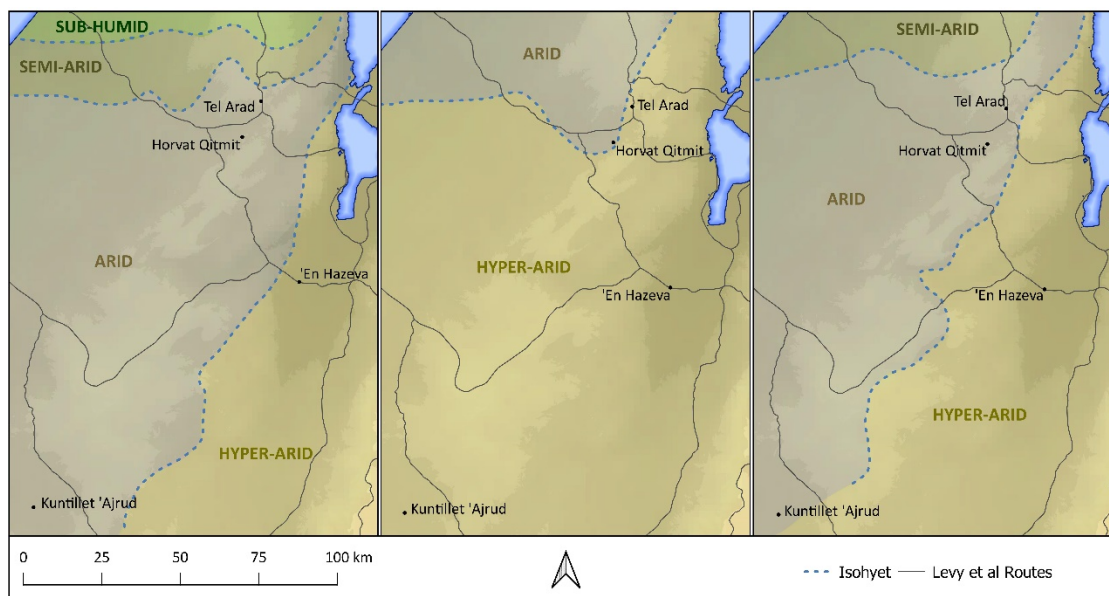 SUB-HUMID
SEMI-ARID
Tel Arad
Horvat Qitmit
ARID
'En Hazeva
HYPER-ARID
Kuntillet 'Ajrud
ARID
Tel Arad
Horvat Qitmit
HYPER-ARID
'En Hazeva
Kuntillet 'Ajrud
SEMI-ARID
Tel Arad
Horvat Qitmit
ARID
'En Hazeva
HYPER-ARID
Kuntillet 'Ajrud
0 25 50 75 100 km
Isohyet Levy et al Routes